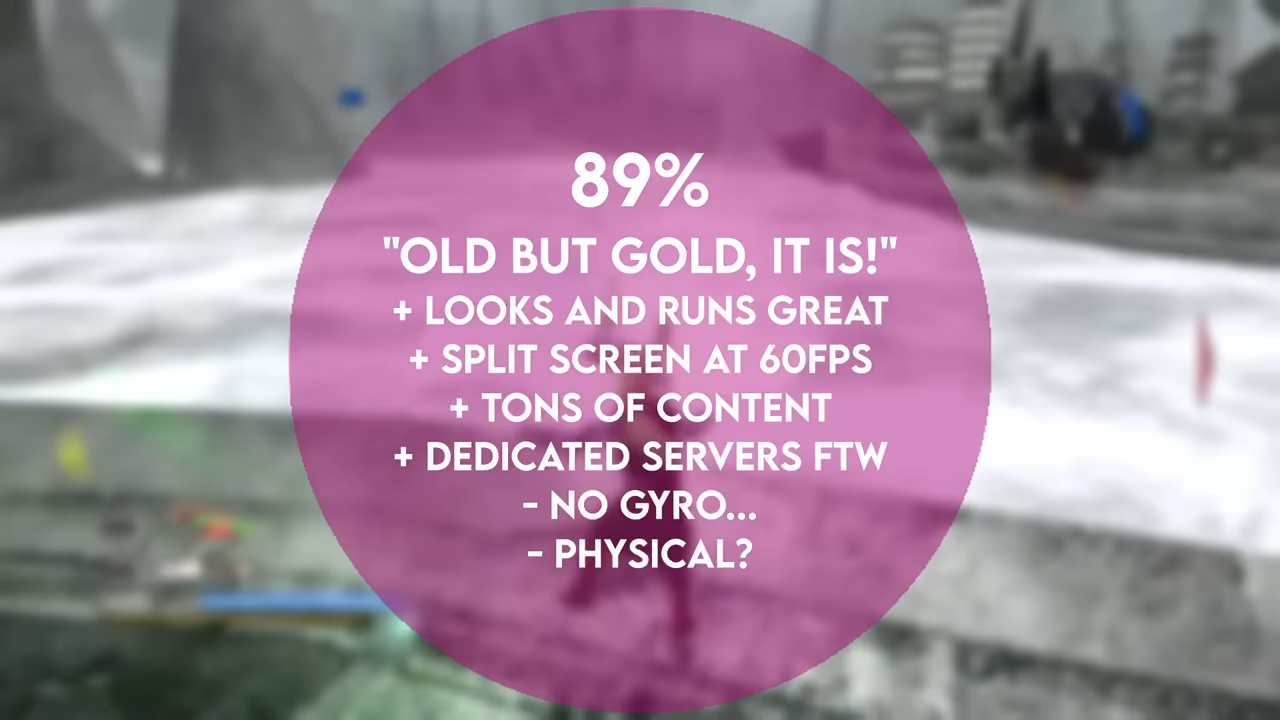 89%
"OLD BUT GOLD, IT IS!"
+ LOOKS AND RUNS GREAT
+ SPLIT SCREEN AT 60FPS
+ TONS OF CONTENT
+ DEDICATED SERVERS FTW
- NO GYRO...
- PHYSICAL?